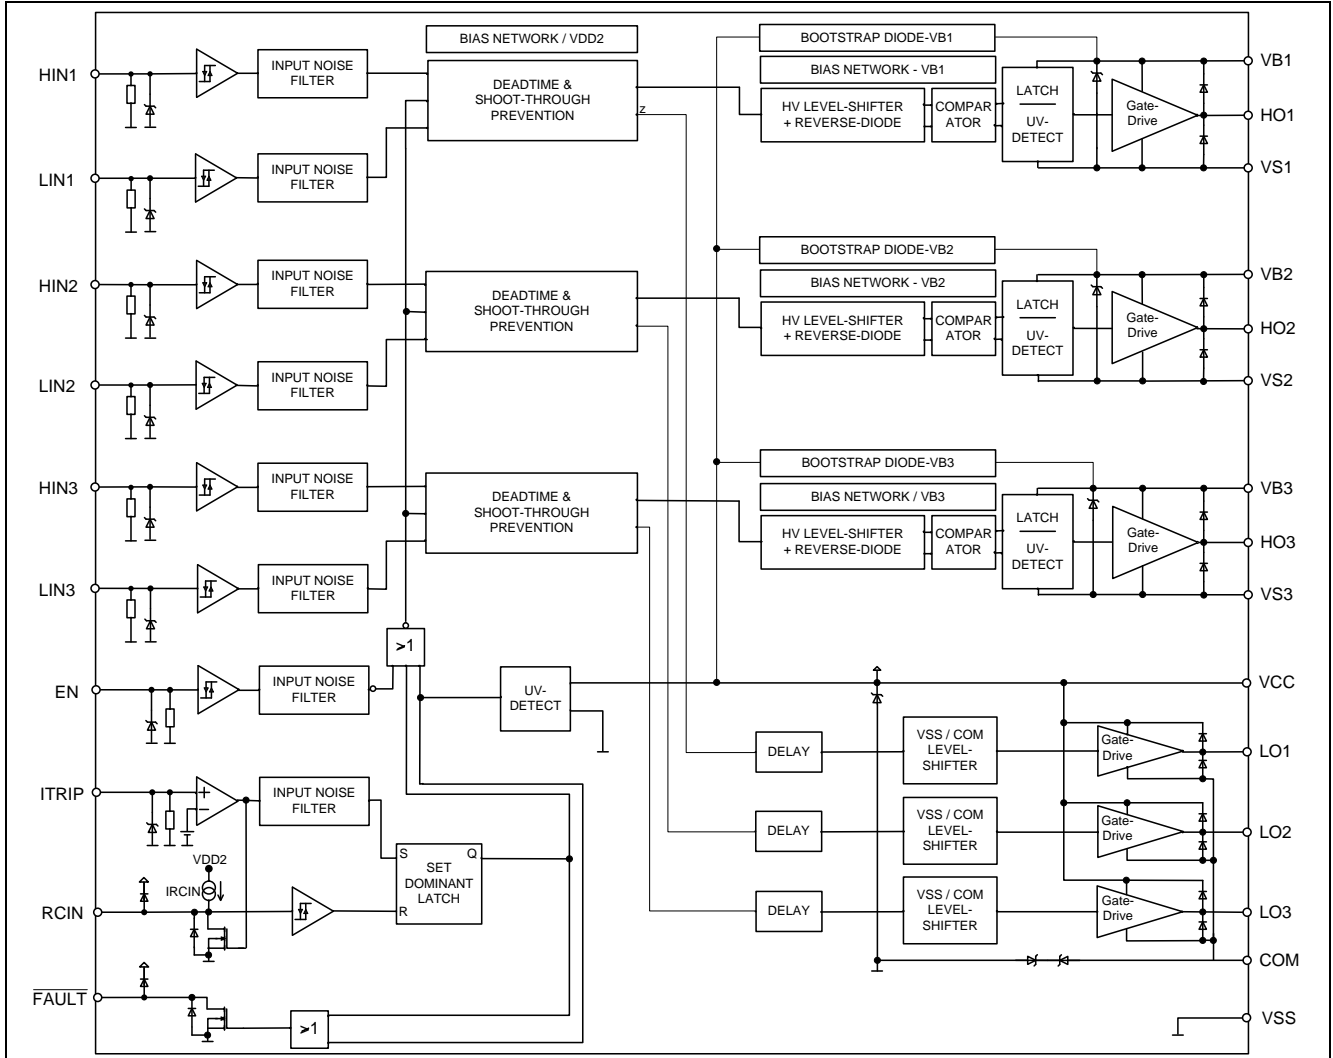 BIAS NETWORK / VDD2
BOOTSTRAP DIODE-VB1
HIN1
INPUT NOISE
FILTER
DEADTIME &
SHOOT-THROUGH
PREVENTION
Z
BIAS NETWORK - VB1
HV LEVEL-SHIFTER
+ REVERSE-DIODE
COMPAR
ATOR
LATCH
UV-
DETECT
Gate-
Drive
VB1
HO1
VS1
LIN1
INPUT NOISE
FILTER
BOOTSTRAP DIODE-VB2
HIN2
INPUT NOISE
FILTER
DEADTIME &
SHOOT-THROUGH
PREVENTION
BIAS NETWORK - VB2
HV LEVEL-SHIFTER
+ REVERSE-DIODE
COMPAR
ATOR
LATCH
UV-
DETECT
Gate-
Drive
VB2
HO2
VS2
LIN2
INPUT NOISE
FILTER
BOOTSTRAP DIODE-VB3
HIN3
INPUT NOISE
FILTER
DEADTIME &
SHOOT-THROUGH
PREVENTION
BIAS NETWORK / VB3
HV LEVEL-SHIFTER
+ REVERSE-DIODE
COMPAR
ATOR
LATCH
UV-
DETECT
Gate-
Drive
VB3
HO3
VS3
LIN3
INPUT NOISE
FILTER
>1
EN
INPUT NOISE
FILTER
UV-
DETECT
VCC
DELAY
VSS / COM
LEVEL-
SHIFTER
Gate-
Drive
LO1
ITRIP
+
−
INPUT NOISE
FILTER
DELAY
VSS / COM
LEVEL-
SHIFTER
Gate-
Drive
LO2
VDD2
IRCIN
S
Q
SET
DOMINANT
LATCH
R
RCIN
DELAY
VSS / COM
LEVEL-
SHIFTER
Gate-
Drive
LO3
COM
FAULT
>1
VSS